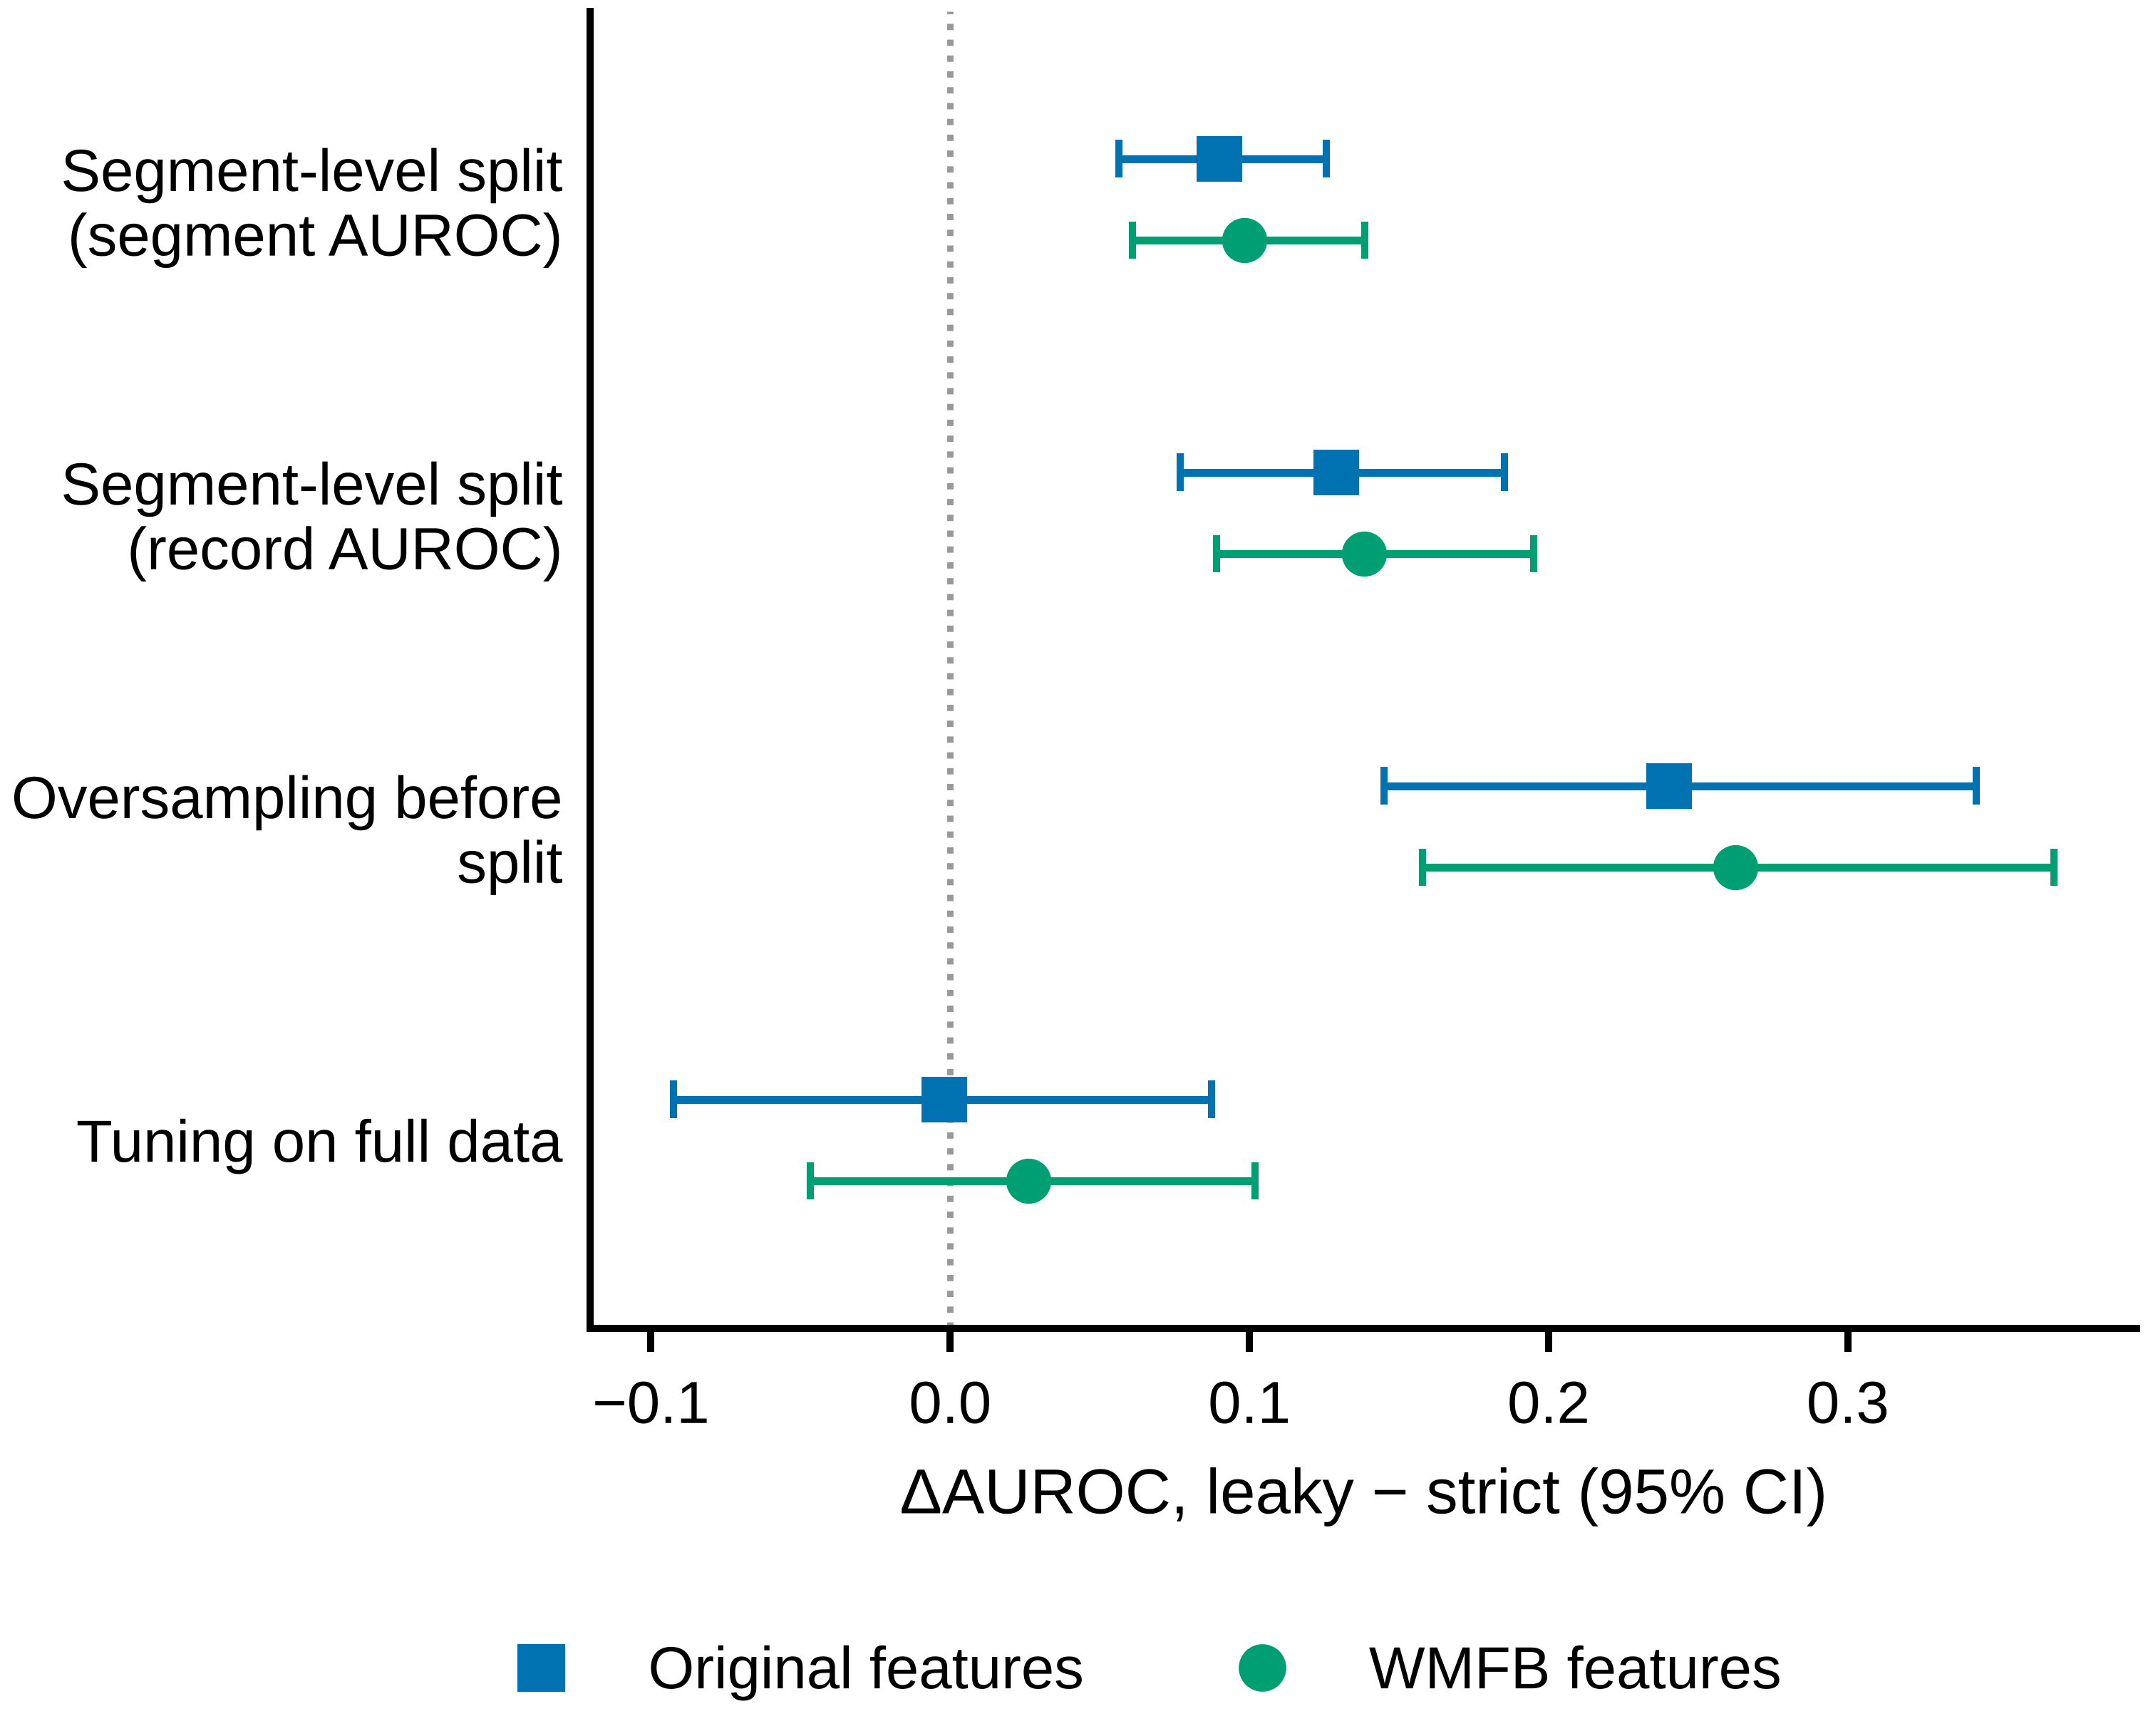 Segment-level split
(segment AUROC)
Segment-level split
(record AUROC)
Oversampling before
split
Tuning on full data
−0.1 0.0 0.1 0.2 0.3
ΔAUROC, leaky − strict (95% CI)
Original features WMFB features